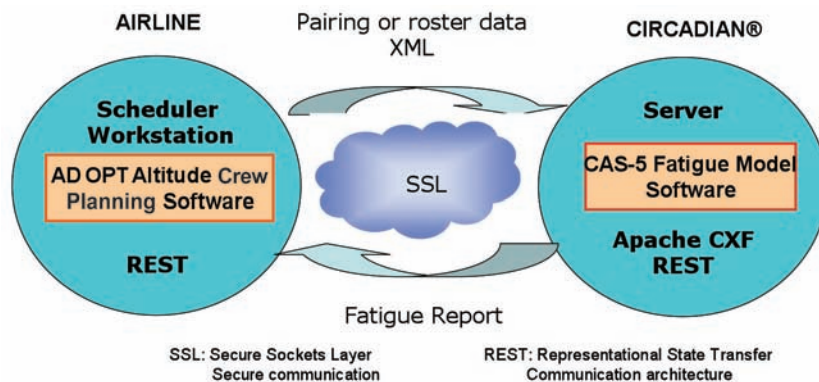 AIRLINE
Pairing or roster data
XML
CIRCADIAN®
Scheduler
Workstation
AD OPT Altitude Crew
Planning Software
REST
SSL
Server
CAS-5 Fatigue Model
Software
Apache CXF
REST
Fatigue Report
SSL: Secure Sockets Layer
Secure communication
REST: Representational State Transfer
Communication architecture